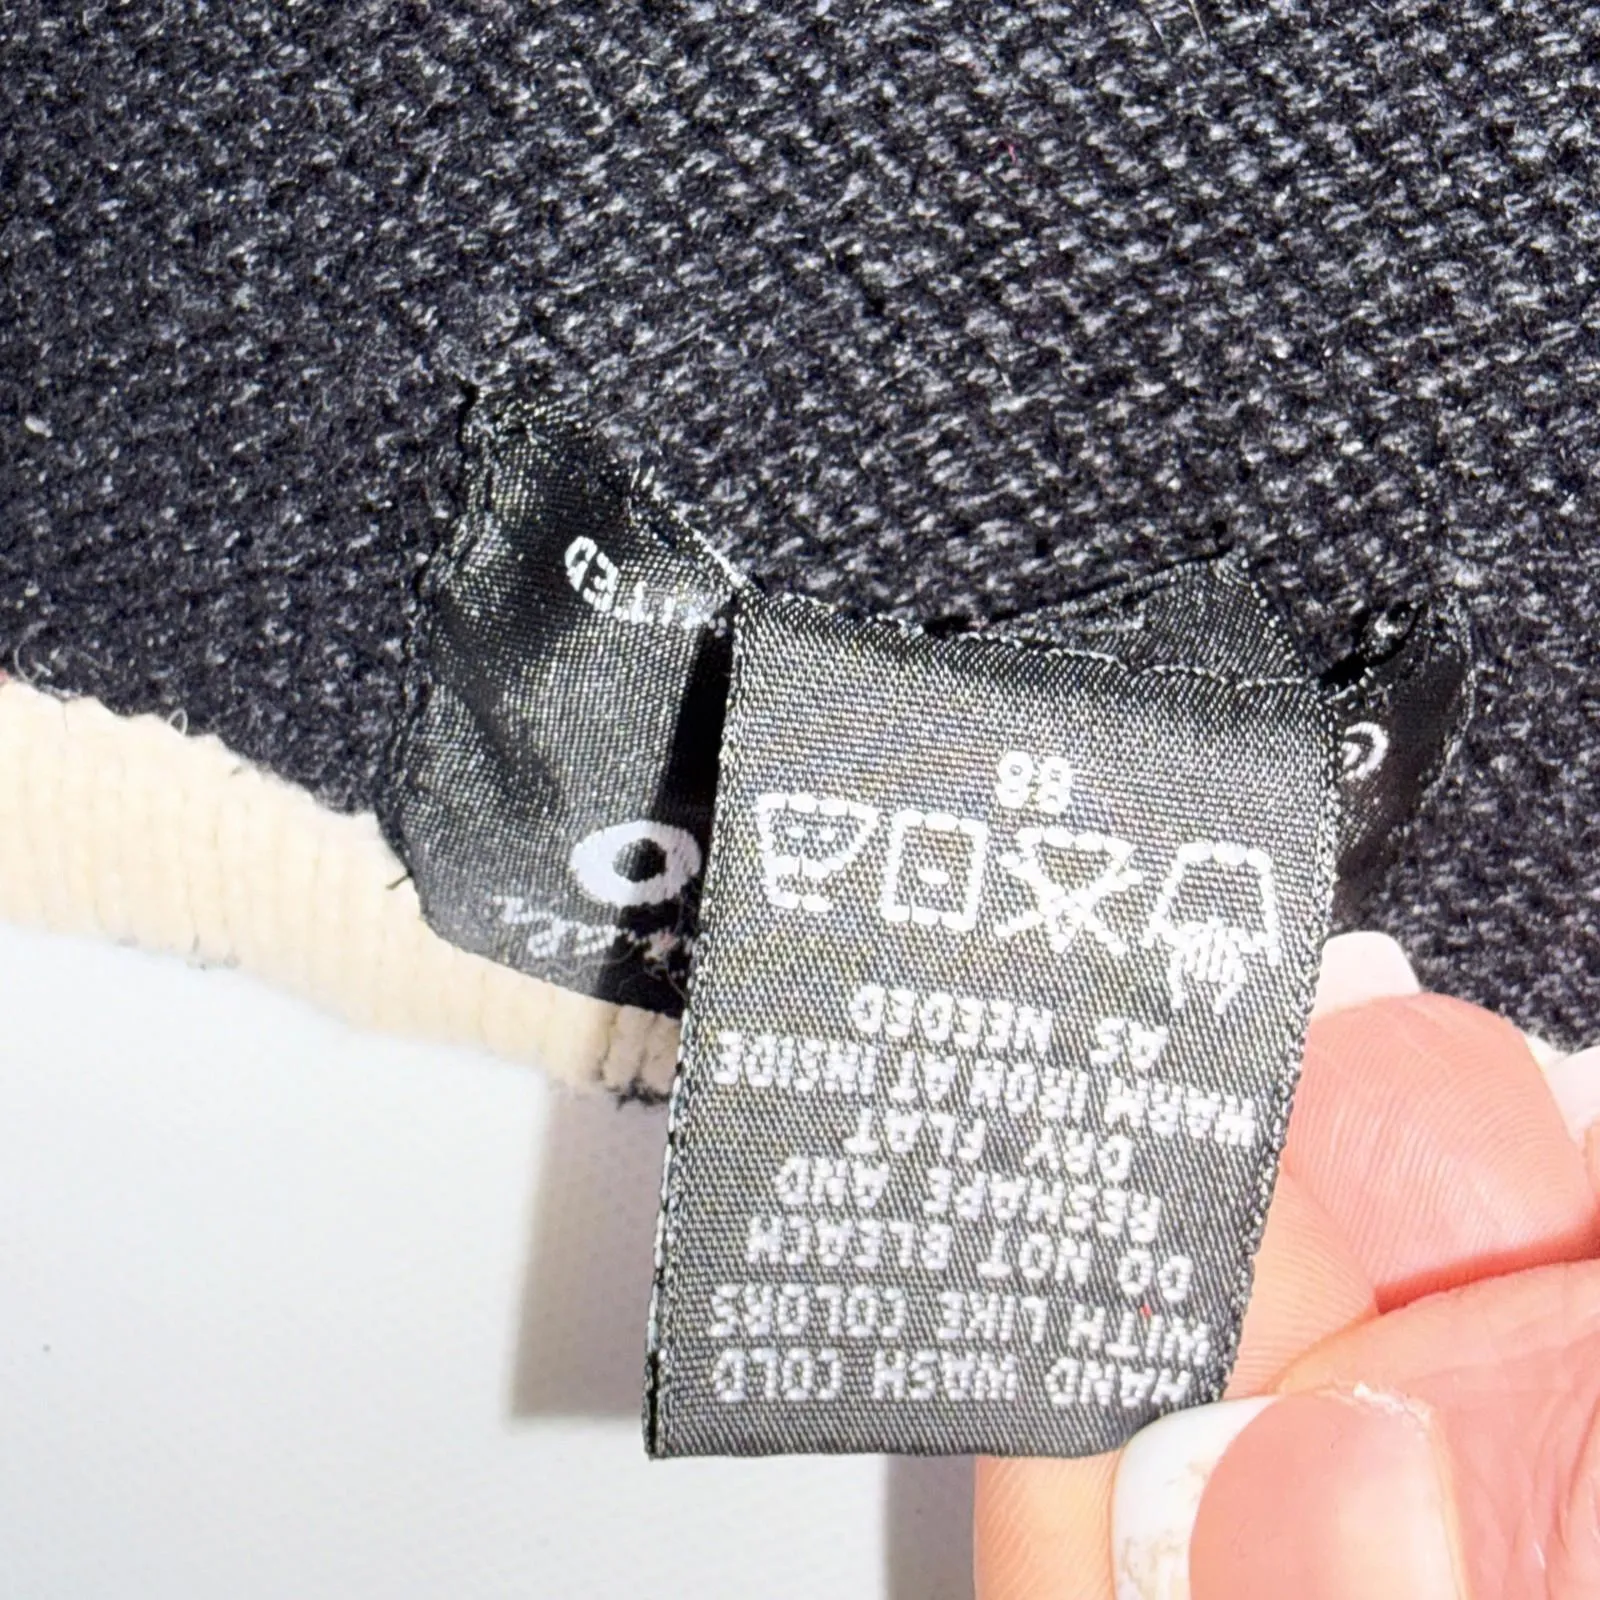 HAND WASH COLD
WITH LIKE COLORS
DO NOT BLEACH
RESHAPE AND
DRY FLAT
WARM IRON AT INSIDE
AS NEEDED
88